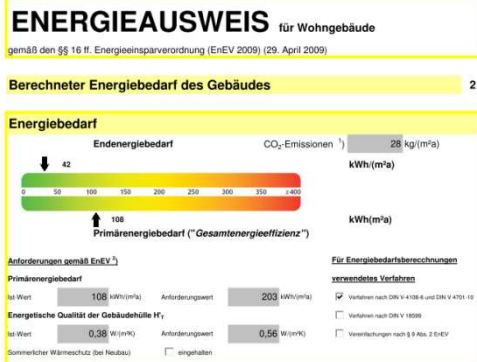 ENERGIEAUSWEIS für Wohngebäude
gemäß den §§ 16 ff. Energieeinsparverordnung (EnEV 2009) (29. April 2009)
Berechneter Energiebedarf des Gebäudes 2
Energiebedarf
Endenergiebedarf CO2-Emissionen 1) 28 kg/(m²a)
42 kWh/(m²a)
0 50 100 150 200 250 300 350 ≥400
108 kWh(m²a)
Primärenergiebedarf ("Gesamtenergieeffizienz")
Anforderungen gemäß EnEV 2) Für Energiebedarfsberecchnungen
Primärenergiebedarf verwendetes Verfahren
Ist-Wert 108 kWh/(m²a) Anforderungswert 203 kWh/(m²a) Verfahren nach DIN V-4108-6 und DIN V 4701-10
Energetische Qualität der Gebäudehülle H'T Verfahren nach DIN V 18599
Ist-Wert 0,38 W/(m²K) Anforderungswert 0,56 W/(m²K) Vereinfachungen nach § 9 Abs. 2 EnEV
Sommerlicher Wärmeschutz (bei Neubau) eingehalten